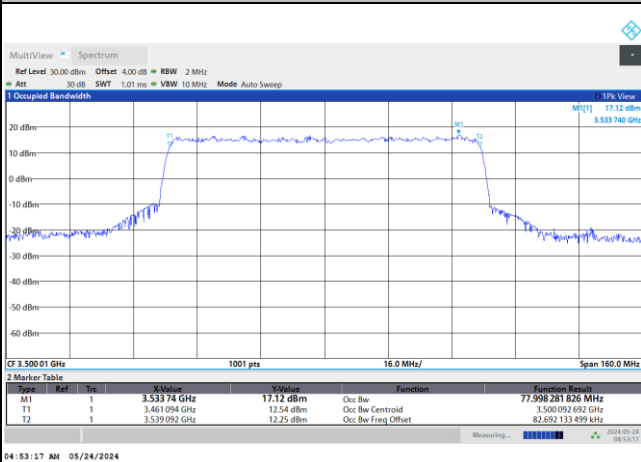 MultiView Spectrum
Ref Level 30.00 dBm Offset 4.00 dB RBW 2 MHz
Att 30 dB SWT 1.01 ms VBW 10 MHz Mode Auto Sweep
1 Occupied Bandwidth 1Pk View
M1[1] 17.12 dBm
3.533 740 GHz
20 dBm
M1
T1
T2
10 dBm
0 dBm
-10 dBm
-20 dBm
-30 dBm
-40 dBm
-50 dBm
-60 dBm
CF 3.500 01 GHz 1001 pts 16.0 MHz/ Span 160.0 MHz
2 Marker Table
Type Ref Trc X-Value Y-Value Function Function Result
M1 1 3.533 74 GHz 17.12 dBm Occ Bw 77.998 281 826 MHz
T1 1 3.461 094 GHz 12.54 dBm Occ Bw Centroid 3.500 092 692 GHz
T2 1 3.539 092 GHz 12.25 dBm Occ Bw Freq Offset 82.692 133 499 kHz
Measuring... 2024-05-24
04:53:17
04:53:17 AM 05/24/2024